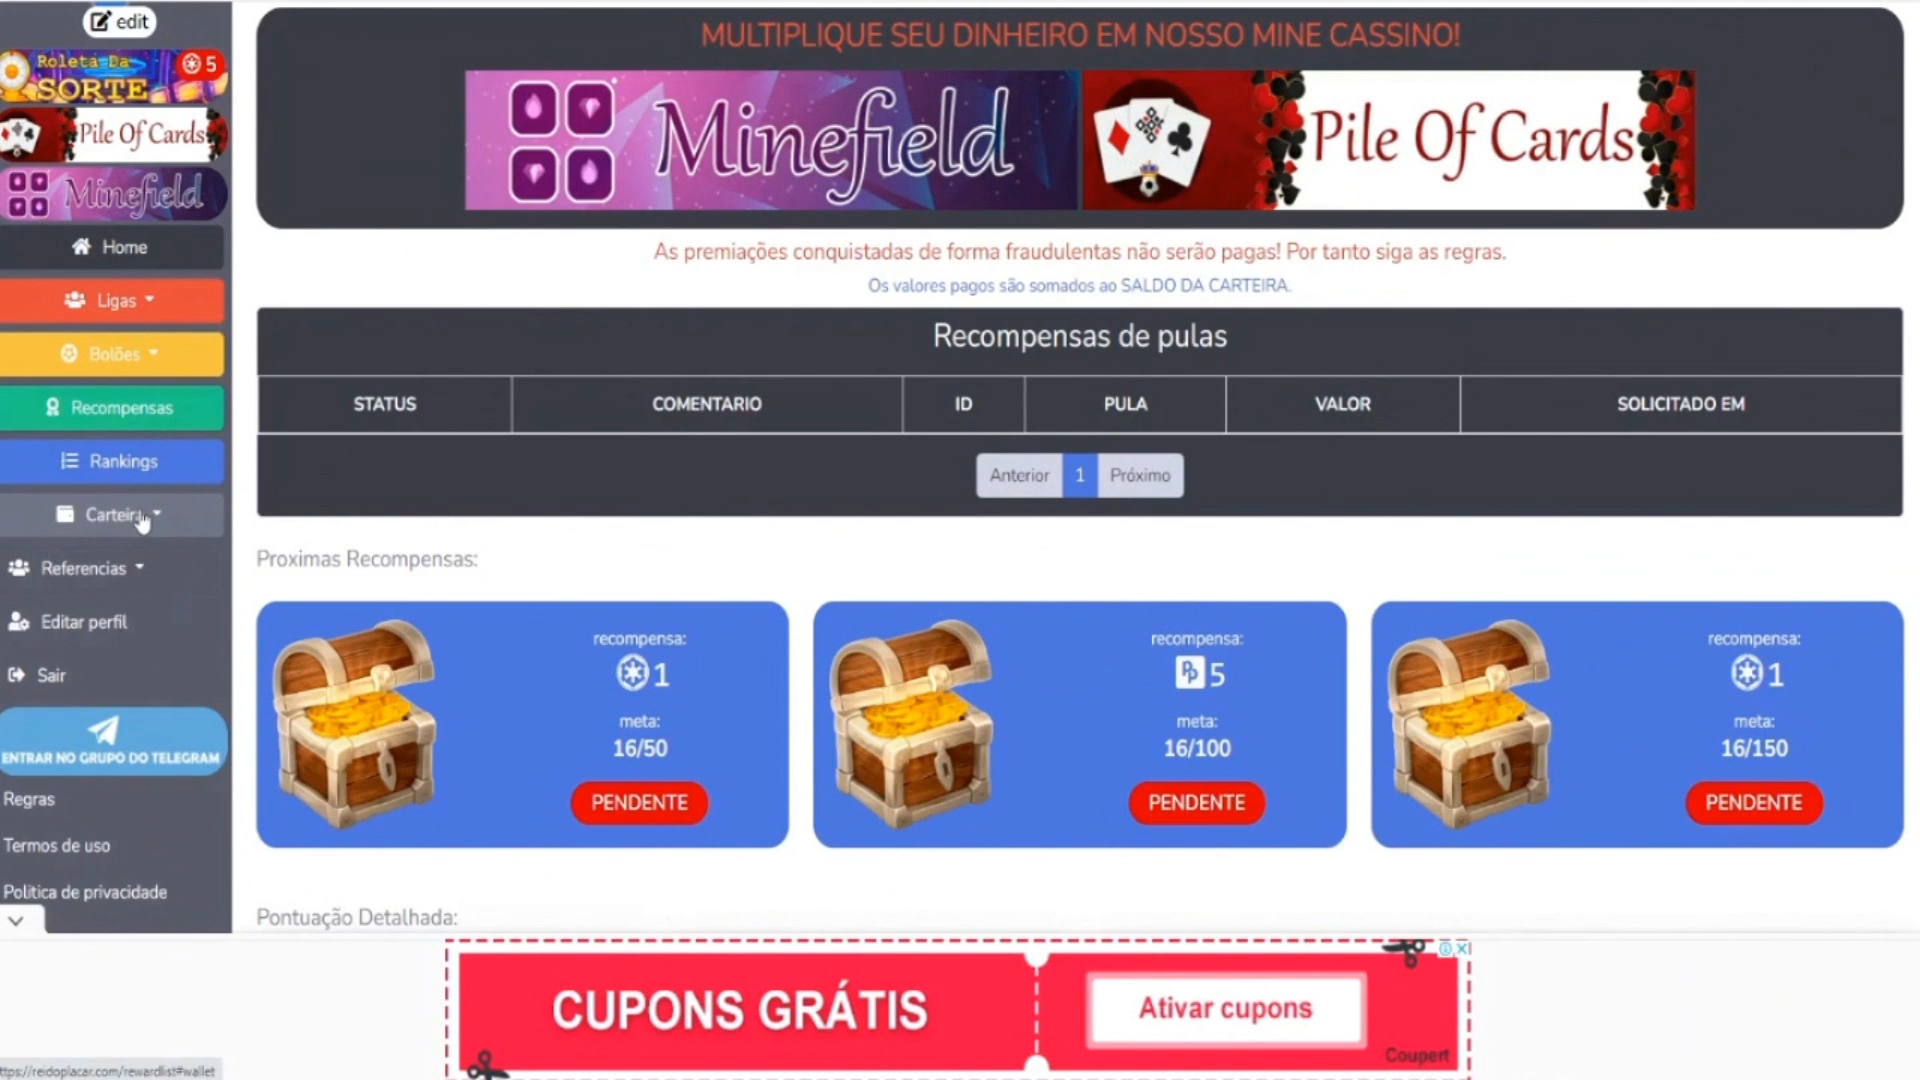 edit
Roleta Da
SORTE
5
Pile Of Cards
Minefield
Home
Ligas
Bolões
Recompensas
Rankings
Carteira
Referencias
Editar perfil
Sair
ENTRAR NO GRUPO DO TELEGRAM
Regras
Termos de uso
Politica de privacidade
MULTIPLIQUE SEU DINHEIRO EM NOSSO MINE CASSINO!
Minefield
Pile Of Cards
As premiações conquistadas de forma fraudulentas não serão pagas! Por tanto siga as regras.
Os valores pagos são somados ao SALDO DA CARTEIRA.
Recompensas de pulas
STATUS COMENTARIO ID PULA VALOR SOLICITADO EM
Anterior 1 Próximo
Proximas Recompensas:
recompensa:
1
meta:
16/50
PENDENTE
recompensa:
5
meta:
16/100
PENDENTE
recompensa:
1
meta:
16/150
PENDENTE
Pontuação Detalhada:
CUPONS GRÁTIS
Ativar cupons
Coupert
ttps://reidoplacar.com/rewardlist#wallet